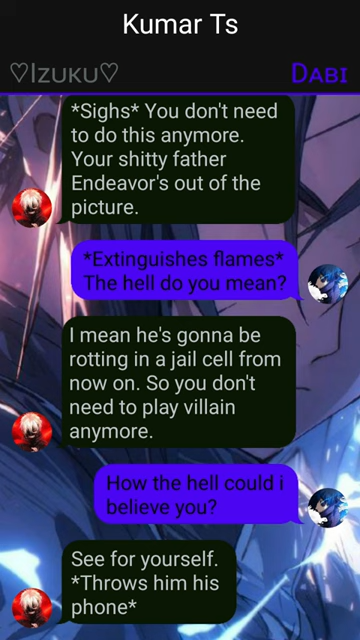 Kumar Ts
♡Izuku♡ Dabi
*Sighs* You don't need
to do this anymore.
Your shitty father
Endeavor's out of the
picture.
*Extinguishes flames*
The hell do you mean?
I mean he's gonna be
rotting in a jail cell from
now on. So you don't
need to play villain
anymore.
How the hell could i
believe you?
See for yourself.
*Throws him his
phone*